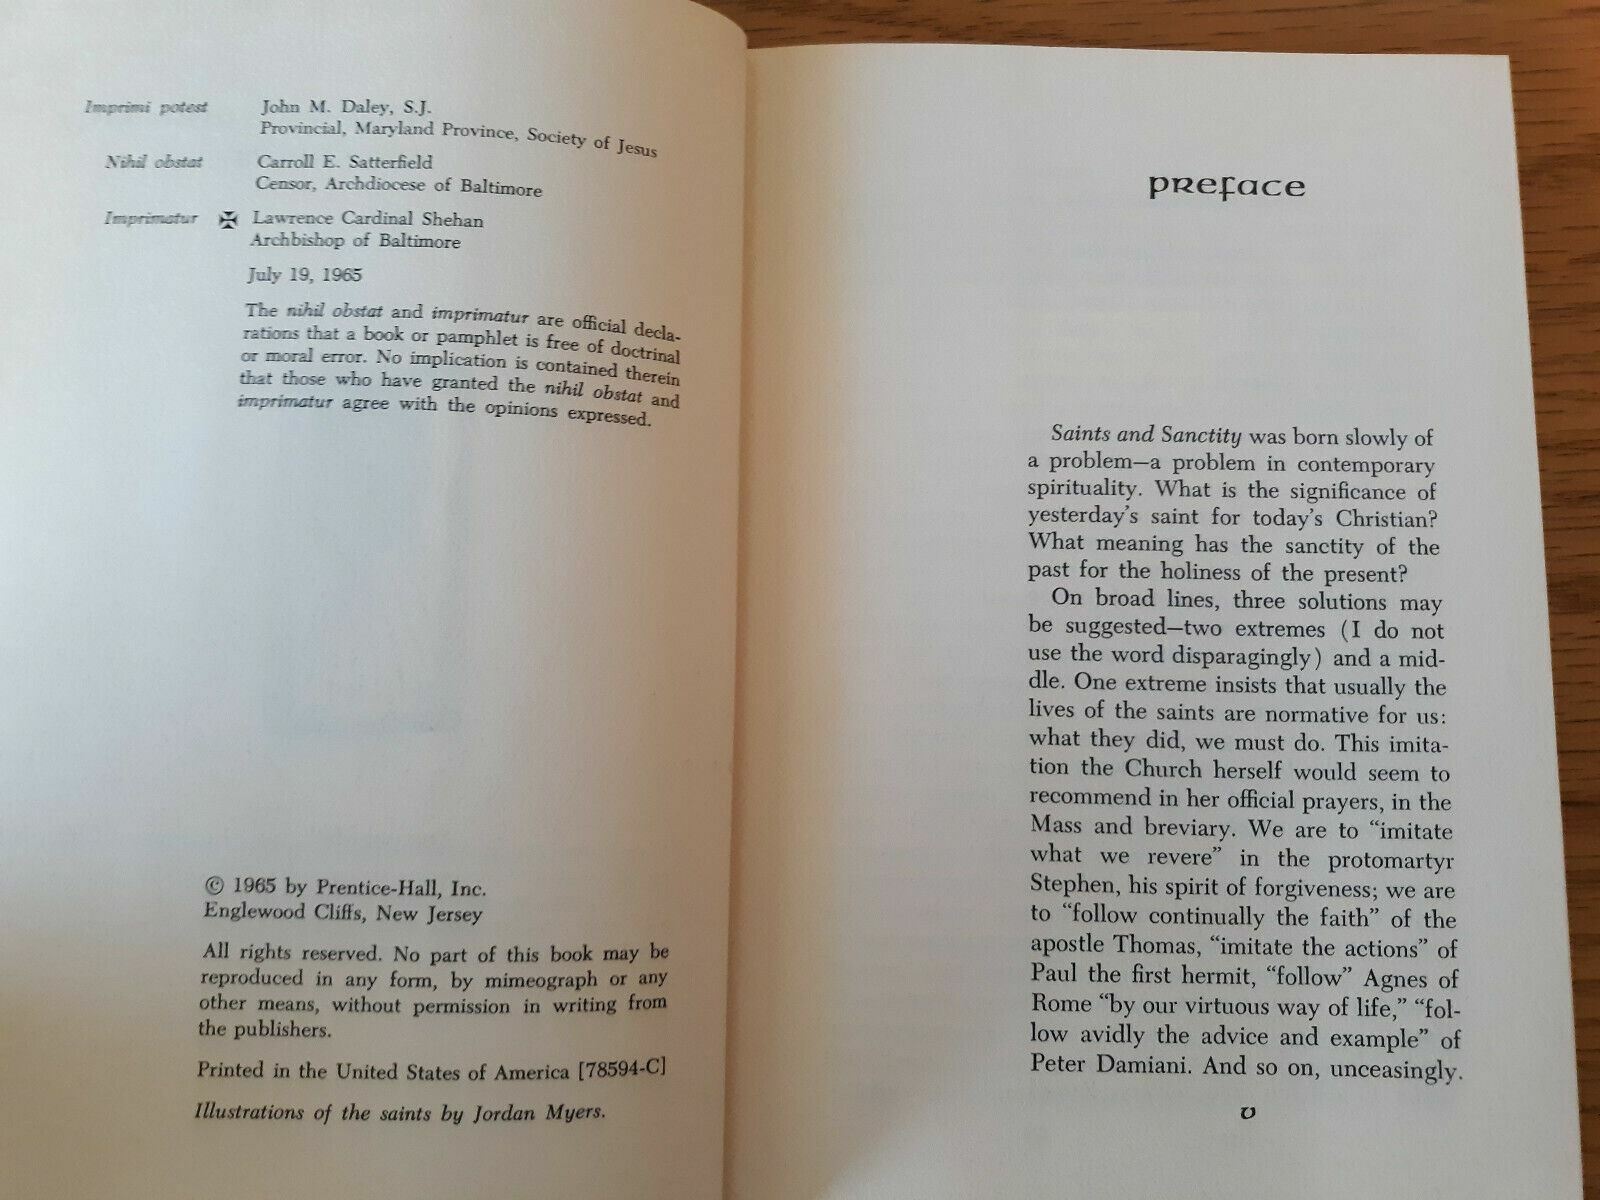 Imprimi potest John M. Daley, S.J.
Provincial, Maryland Province, Society of Jesus
Nihil obstat Carroll E. Satterfield
Censor, Archdiocese of Baltimore
Imprimatur ✠ Lawrence Cardinal Shehan
Archbishop of Baltimore
July 19, 1965
The nihil obstat and imprimatur are official decla-
rations that a book or pamphlet is free of doctrinal
or moral error. No implication is contained therein
that those who have granted the nihil obstat and
imprimatur agree with the opinions expressed.
© 1965 by Prentice-Hall, Inc.
Englewood Cliffs, New Jersey
All rights reserved. No part of this book may be
reproduced in any form, by mimeograph or any
other means, without permission in writing from
the publishers.
Printed in the United States of America [78594-C]
Illustrations of the saints by Jordan Myers.
preface
Saints and Sanctity was born slowly of
a problem—a problem in contemporary
spirituality. What is the significance of
yesterday's saint for today's Christian?
What meaning has the sanctity of the
past for the holiness of the present?
On broad lines, three solutions may
be suggested—two extremes (I do not
use the word disparagingly) and a mid-
dle. One extreme insists that usually the
lives of the saints are normative for us:
what they did, we must do. This imita-
tion the Church herself would seem to
recommend in her official prayers, in the
Mass and breviary. We are to “imitate
what we revere” in the protomartyr
Stephen, his spirit of forgiveness; we are
to “follow continually the faith” of the
apostle Thomas, “imitate the actions” of
Paul the first hermit, “follow” Agnes of
Rome “by our virtuous way of life,” “fol-
low avidly the advice and example” of
Peter Damiani. And so on, unceasingly.
v